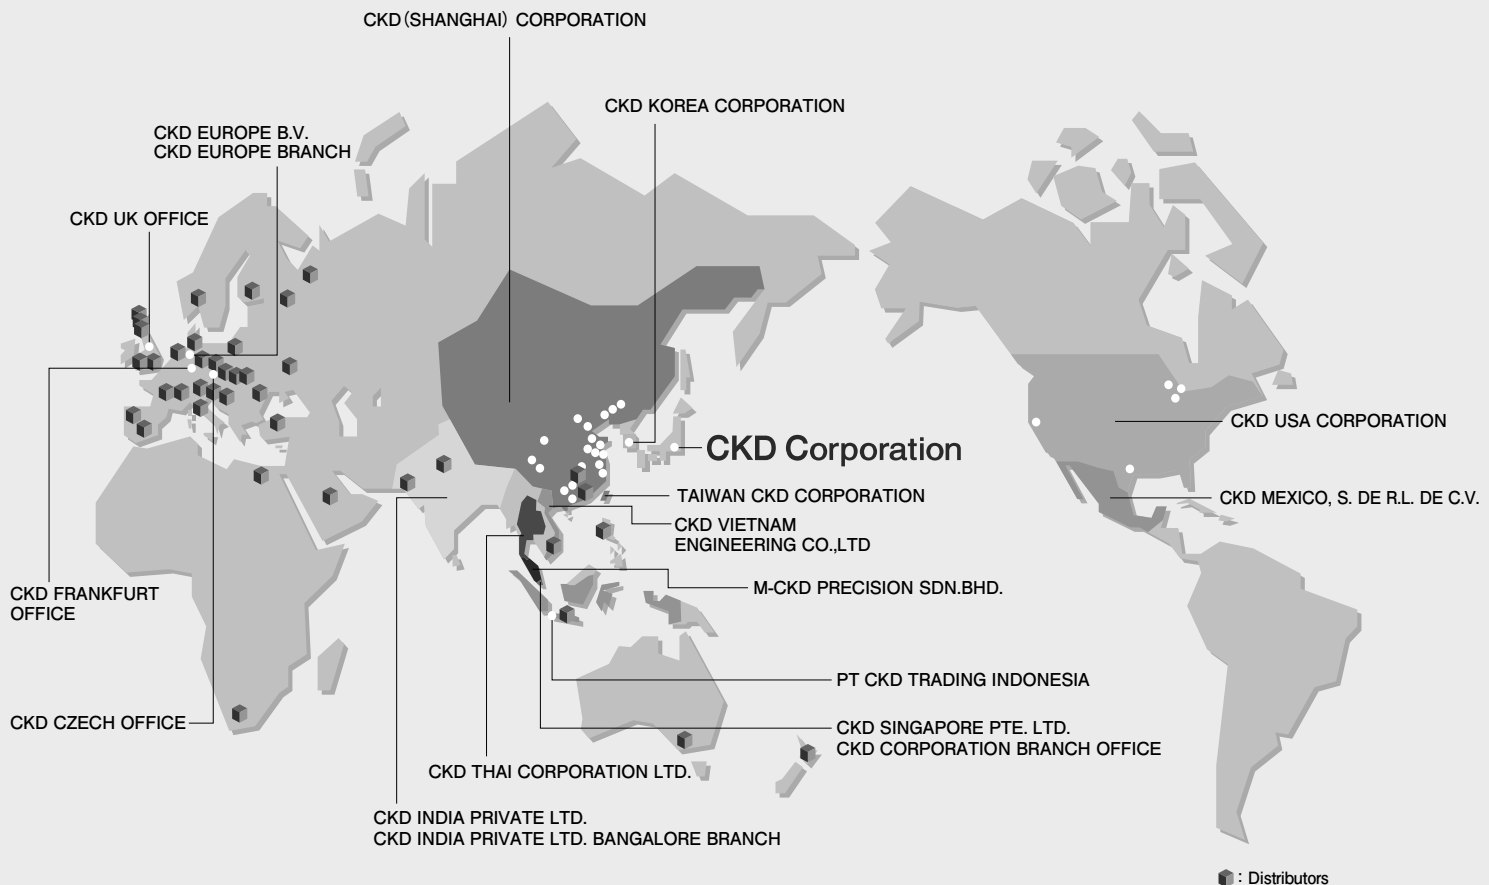 CKD(SHANGHAI) CORPORATION
CKD KOREA CORPORATION
CKD EUROPE B.V.
CKD EUROPE BRANCH
CKD UK OFFICE
CKD USA CORPORATION
CKD Corporation
TAIWAN CKD CORPORATION
CKD MEXICO, S. DE R.L. DE C.V.
CKD VIETNAM
ENGINEERING CO.,LTD
M-CKD PRECISION SDN.BHD.
CKD FRANKFURT
OFFICE
PT CKD TRADING INDONESIA
CKD CZECH OFFICE
CKD SINGAPORE PTE. LTD.
CKD CORPORATION BRANCH OFFICE
CKD THAI CORPORATION LTD.
CKD INDIA PRIVATE LTD.
CKD INDIA PRIVATE LTD. BANGALORE BRANCH
: Distributors